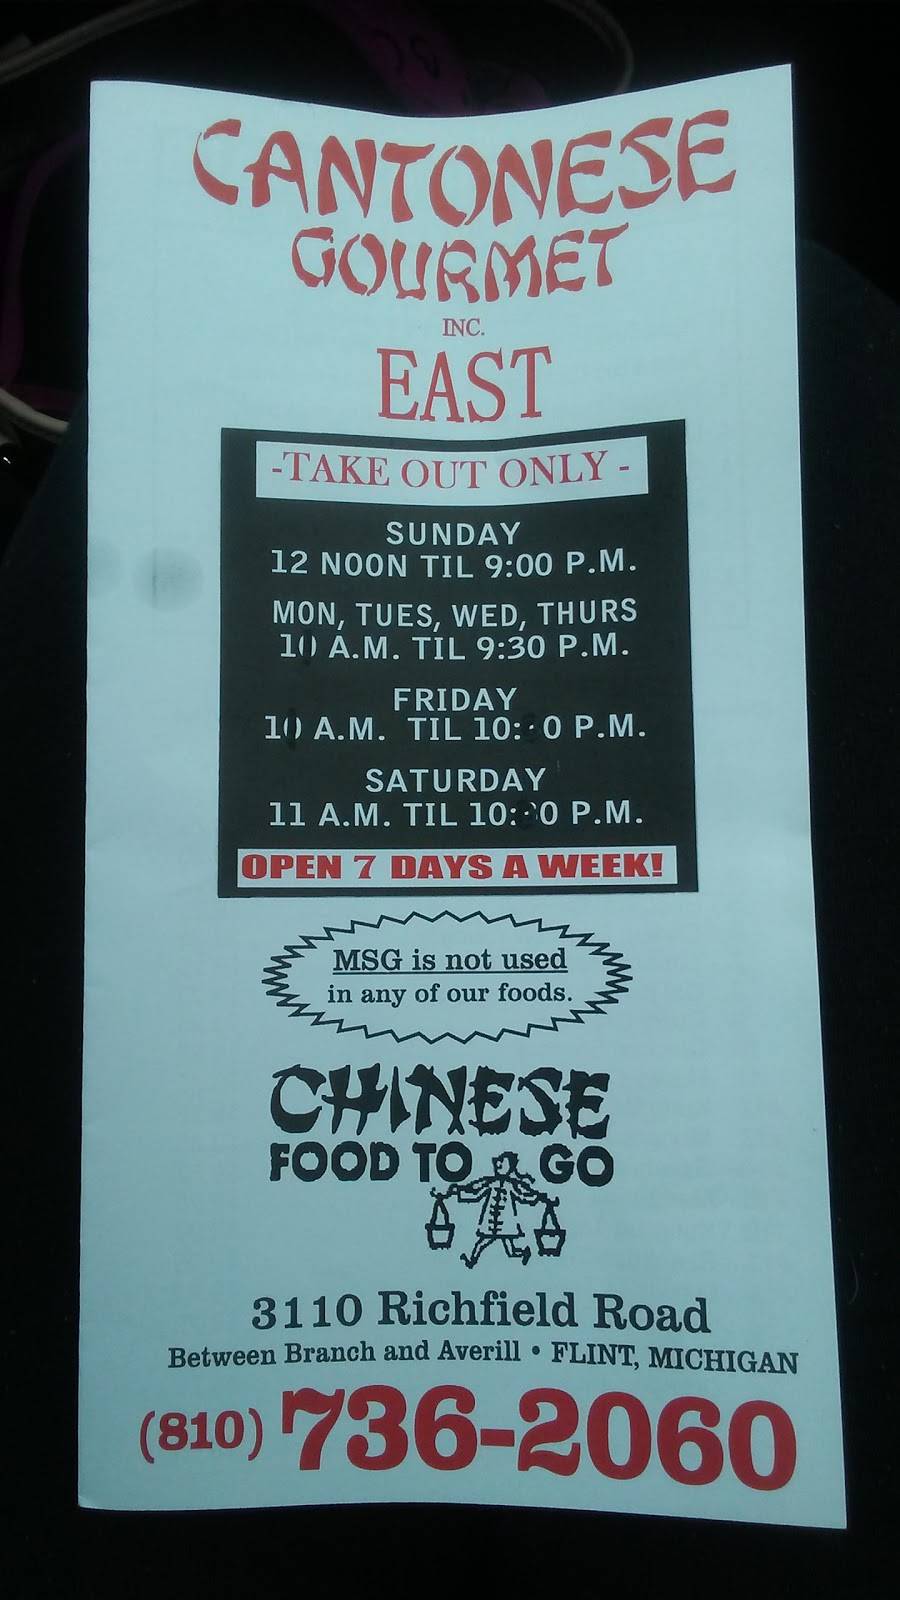 CANTONESE
GOURMET
INC.
EAST
-TAKE OUT ONLY -
SUNDAY
12 NOON TIL 9:00 P.M.
MON, TUES, WED, THURS
10 A.M. TIL 9:30 P.M.
FRIDAY
10 A.M. TIL P.M.
SATURDAY
11 A.M. TIL P.M.
OPEN 7 DAYS A WEEK!
MSG is not used
in any of our foods.
CHINESE
FOOD TO GO
3110 Richfield Road
Between Branch and Averill • FLINT, MICHIGAN
(810) 736-2060